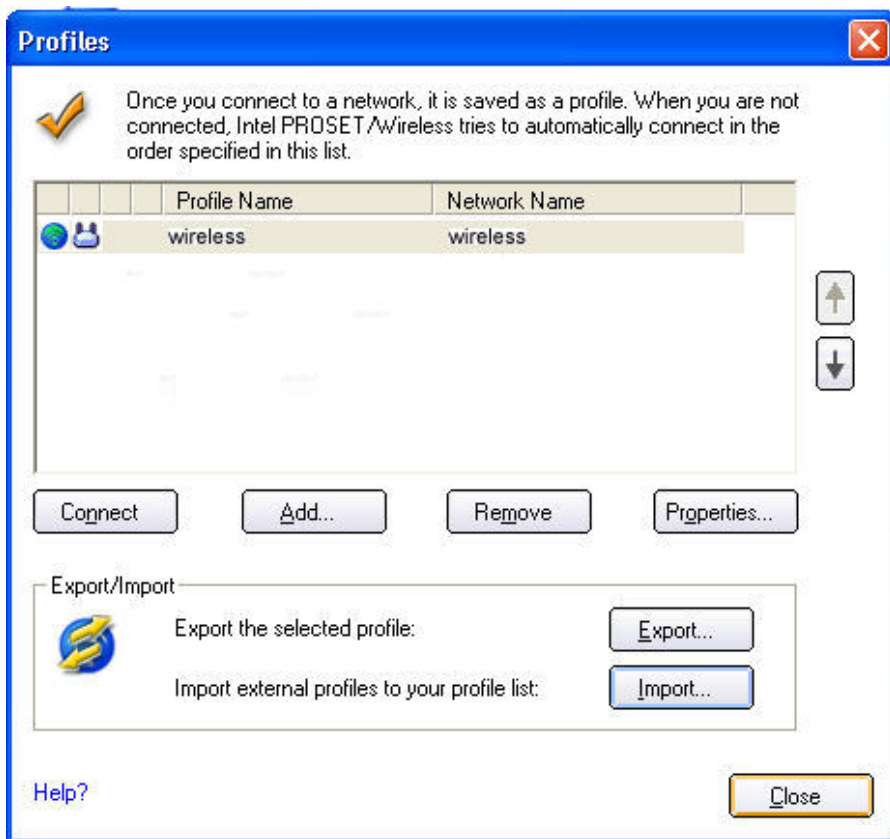 Profiles
Once you connect to a network, it is saved as a profile. When you are not
connected, Intel PROSET/Wireless tries to automatically connect in the
order specified in this list.
Profile Name Network Name
wireless wireless
Connect Add... Remove Properties...
Export/Import
Export the selected profile: Export...
Import external profiles to your profile list: Import...
Help? Close